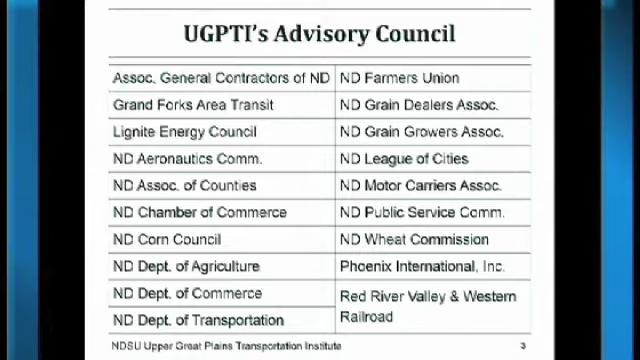 UGPTI's Advisory Council
Assoc. General Contractors of ND
ND Farmers Union
Grand Forks Area Transit
ND Grain Dealers Assoc.
Lignite Energy Council
ND Grain Growers Assoc.
ND Aeronautics Comm.
ND League of Cities
ND Assoc. of Counties
ND Motor Carriers Assoc.
ND Chamber of Commerce
ND Public Service Comm.
ND Corn Council
ND Wheat Commission
ND Dept. of Agriculture
Phoenix International, Inc.
ND Dept. of Commerce
Red River Valley & Western
Railroad
ND Dept. of Transportation
NDSU Upper Great Plains Transportation Institute
3